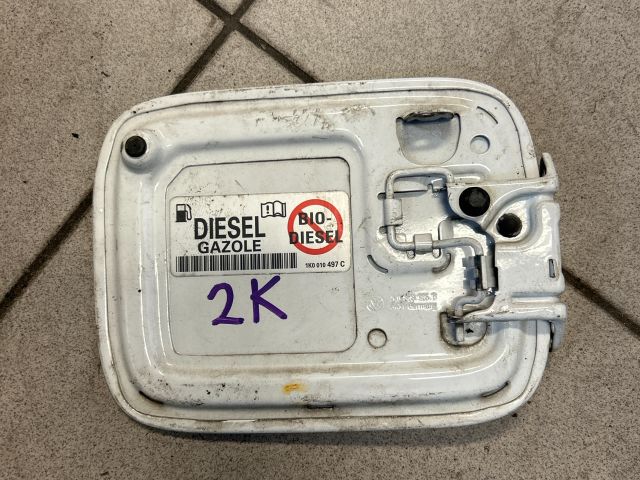 DIESEL
GAZOLE
BIO-
DIESEL
1K0 010 497 C
2K